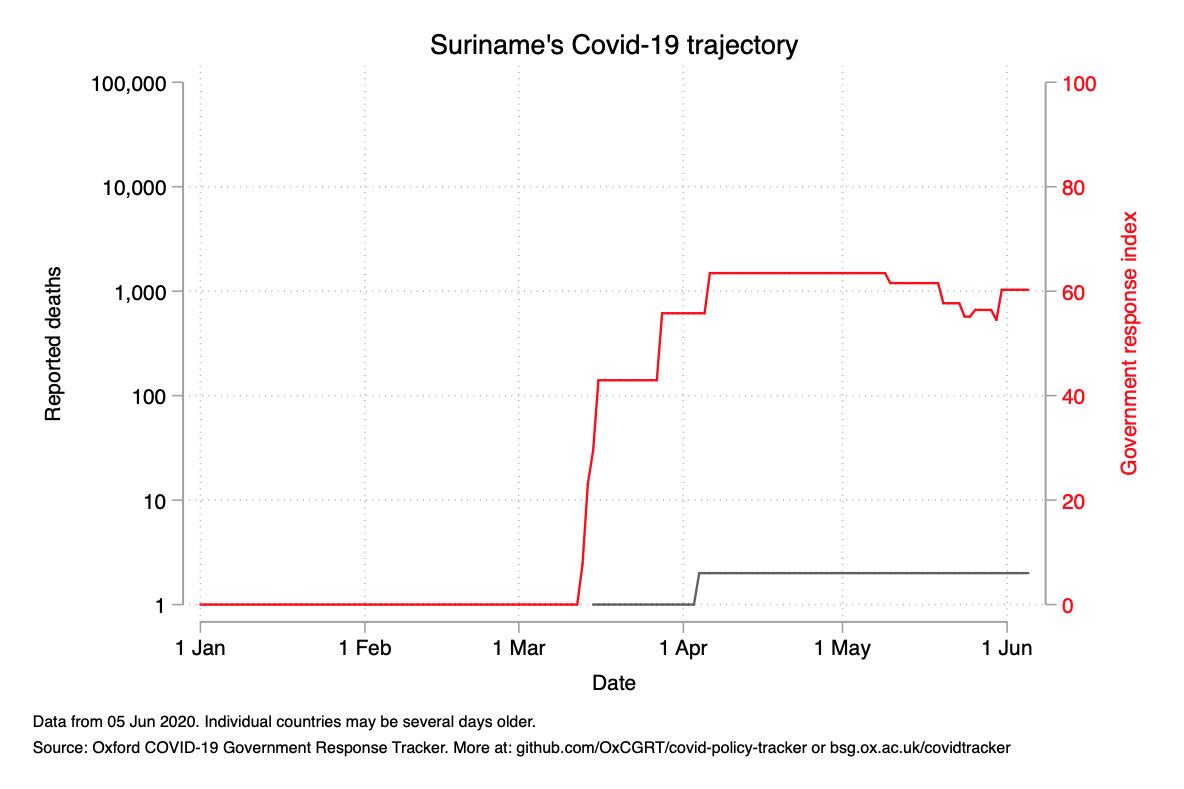 Suriname's Covid-19 trajectory
100,000
10,000
1,000
100
10
1
Reported deaths
100
80
60
40
20
0
Government response index
1 Jan
1 Feb
1 Mar
1 Apr
1 May
1 Jun
Date
Data from 05 Jun 2020. Individual countries may be several days older.
Source: Oxford COVID-19 Government Response Tracker. More at: github.com/OxCGRT/covid-policy-tracker or bsg.ox.ac.uk/covidtracker